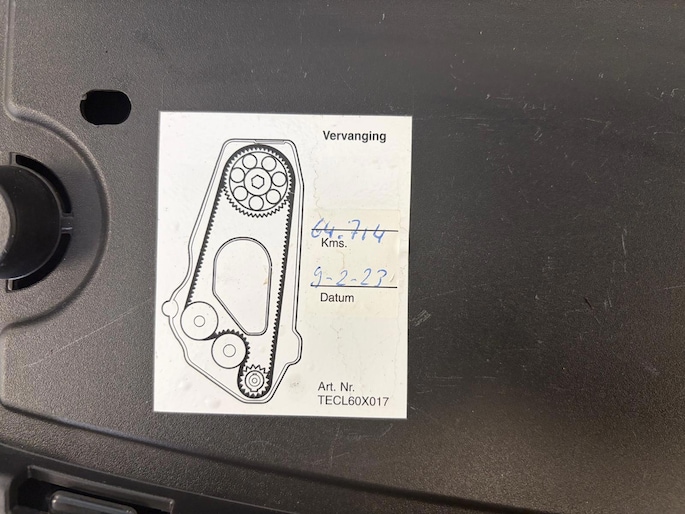 Vervanging
64.714
Kms.
9-2-23
Datum
Art. Nr.
TECL60X017